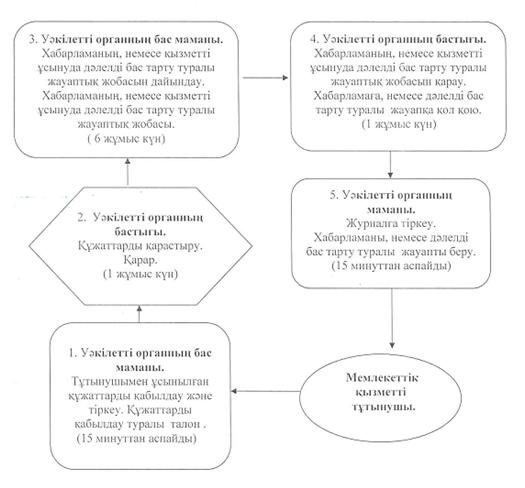 3. Уәкілетті органның бас маманы.
Хабарламаның, немесе қызметті
ұсынуда дәлелді бас тарту туралы
жауаптық жобасын дайындау.
Хабарламаның, немесе қызметті
ұсынуда дәлелді бас тарту туралы
жауаптық жобасы.
( 6 жұмыс күн)
4. Уәкілетті органның бастығы.
Хабарламаның, немесе қызметті
ұсынуда дәлелді бас тарту туралы
жауаптық жобасын қарау.
Хабарламаға, немесе дәлелді бас
тарту туралы жауапқа қол қою.
(1 жұмыс күн)
5. Уәкілетті органның
маманы.
Журналға тіркеу.
Хабарламаны, немесе дәлелді
бас тарту туралы жауапты беру.
(15 минуттан аспайды)
2. Уәкілетті органның
бастығы.
Құжаттарды қарастыру.
Қарар.
(1 жұмыс күн)
1. Уәкілетті органның бас
маманы.
Тұтынушымен ұсынылған
құжаттарды қабылдау және
тіркеу. Құжаттарды
қабылдау туралы талон .
(15 минуттан аспайды)
Мемлекеттік
қызметті
тұтынушы.